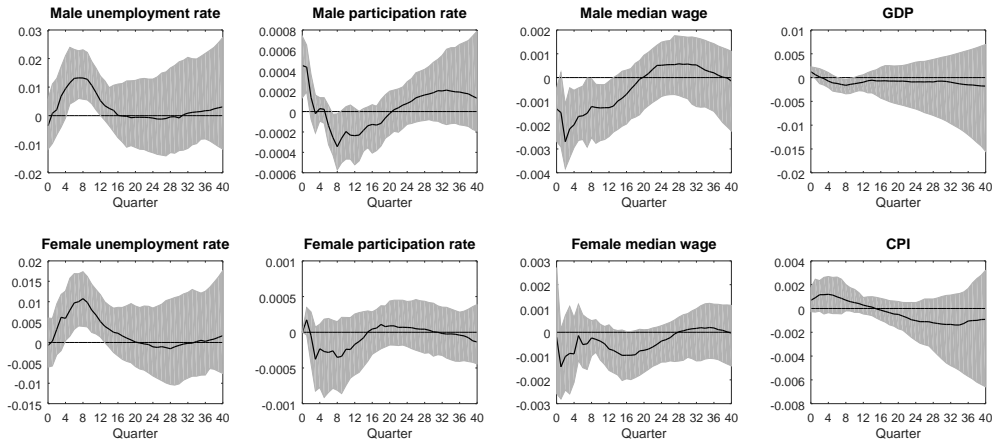 Male unemployment rate
0.03
0.02
0.01
0
-0.01
-0.02
0 4 8 12 16 20 24 28 32 36 40
Quarter
Male participation rate
0.0008
0.0006
0.0004
0.0002
0
-0.0002
-0.0004
-0.0006
0 4 8 12 16 20 24 28 32 36 40
Quarter
Male median wage
0.002
0.001
0
-0.001
-0.002
-0.003
-0.004
0 4 8 12 16 20 24 28 32 36 40
Quarter
GDP
0.01
0.005
0
-0.005
-0.01
-0.015
-0.02
0 4 8 12 16 20 24 28 32 36 40
Quarter
Female unemployment rate
0.02
0.015
0.01
0.005
0
-0.005
-0.01
-0.015
0 4 8 12 16 20 24 28 32 36 40
Quarter
Female participation rate
0.001
0.0005
0
-0.0005
-0.001
0 4 8 12 16 20 24 28 32 36 40
Quarter
Female median wage
0.003
0.002
0.001
0
-0.001
-0.002
-0.003
0 4 8 12 16 20 24 28 32 36 40
Quarter
CPI
0.004
0.002
0
-0.002
-0.004
-0.006
-0.008
0 4 8 12 16 20 24 28 32 36 40
Quarter